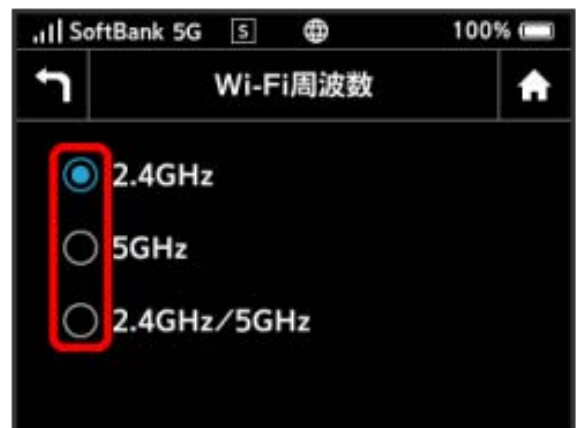 SoftBank 5G S 100%
Wi-Fi周波数
2.4GHz
5GHz
2.4GHz/5GHz